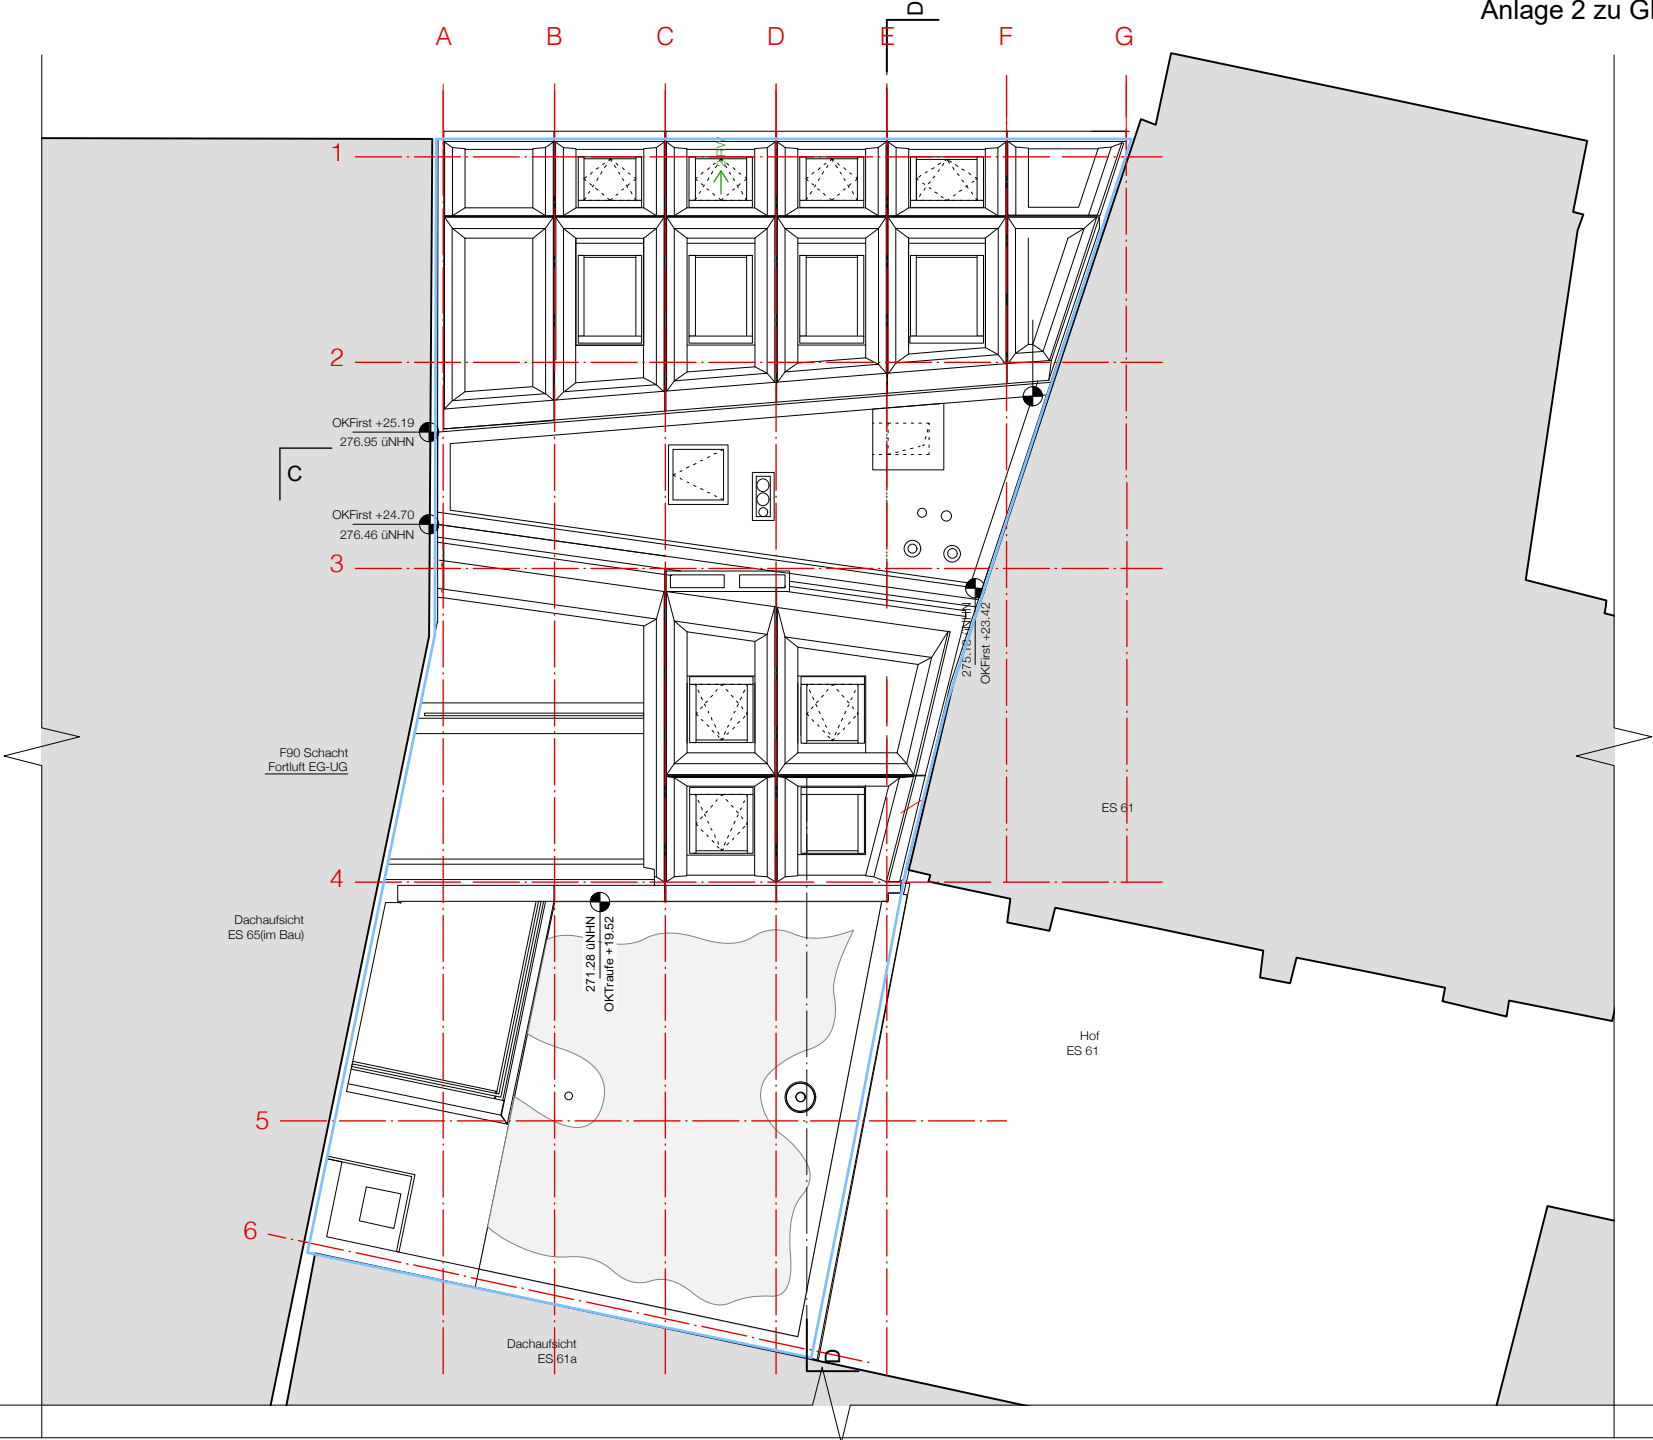 Anlage 2 zu
D
A B C D E F G
1
2
OKFirst +25.19
276.95 üNHN
C
OKFirst +24.70
276.46 üNHN
3
OKFirst +23.42
F90 Schacht
Fortluft EG-UG
ES 61
4
Dachaufsicht
ES 65(im Bau)
271.28 üNHN
OKTraufe +19.52
Hof
ES 61
5
6
Dachaufsicht
ES 61a
D